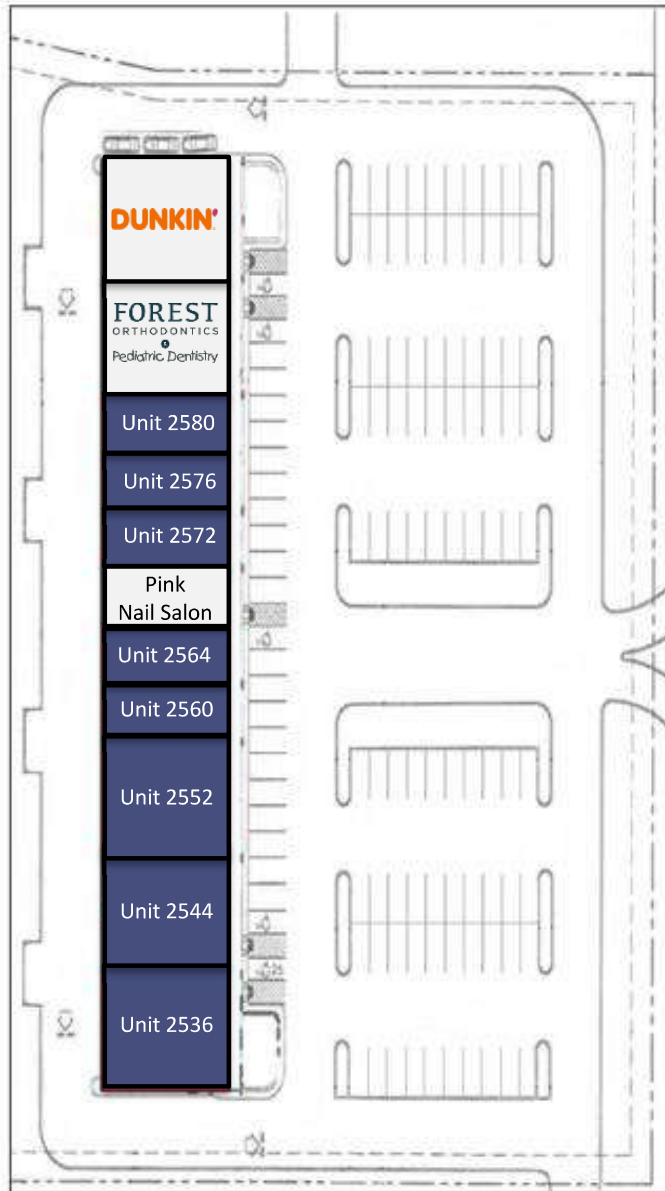 DUNKIN'
FOREST
ORTHODONTICS
&
Pediatric Dentistry
Unit 2580
Unit 2576
Unit 2572
Pink
Nail Salon
Unit 2564
Unit 2560
Unit 2552
Unit 2544
Unit 2536